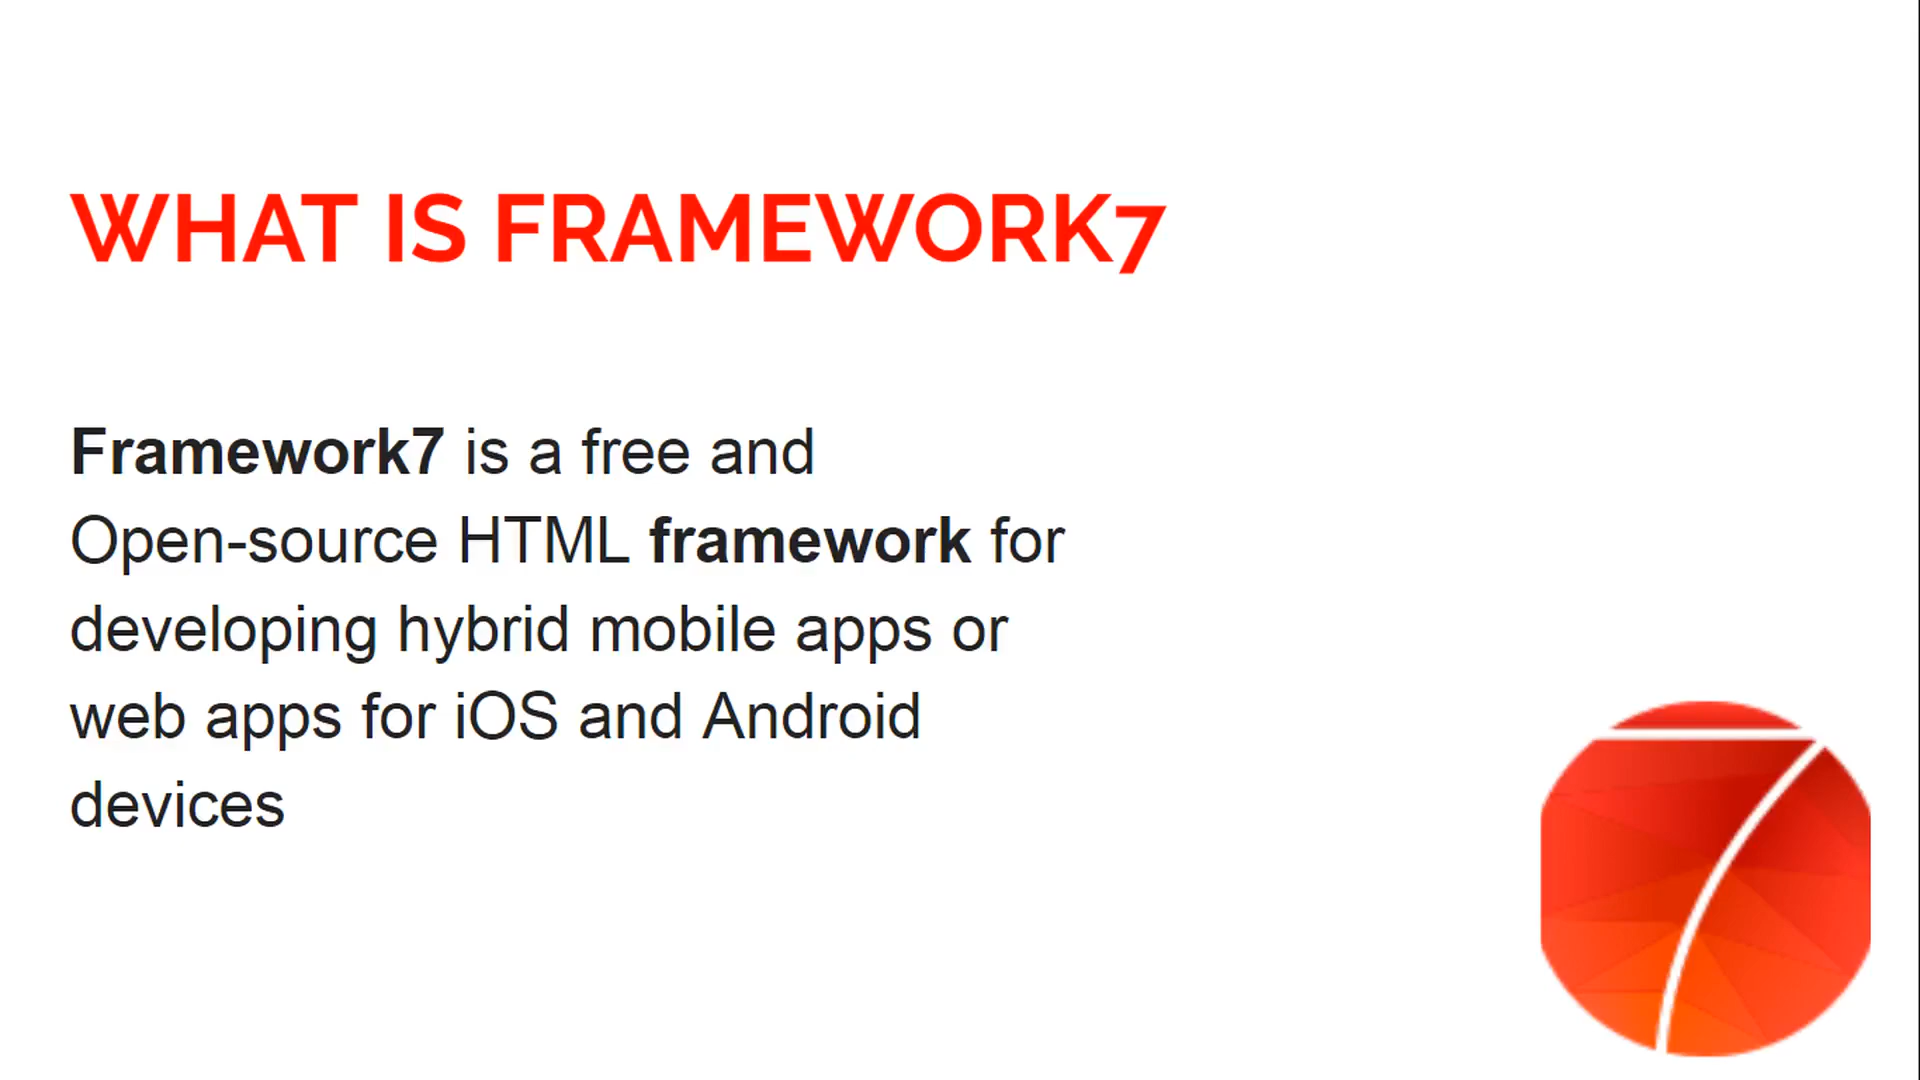 WHAT IS FRAMEWORK7
Framework7 is a free and
Open-source HTML framework for
developing hybrid mobile apps or
web apps for iOS and Android
devices